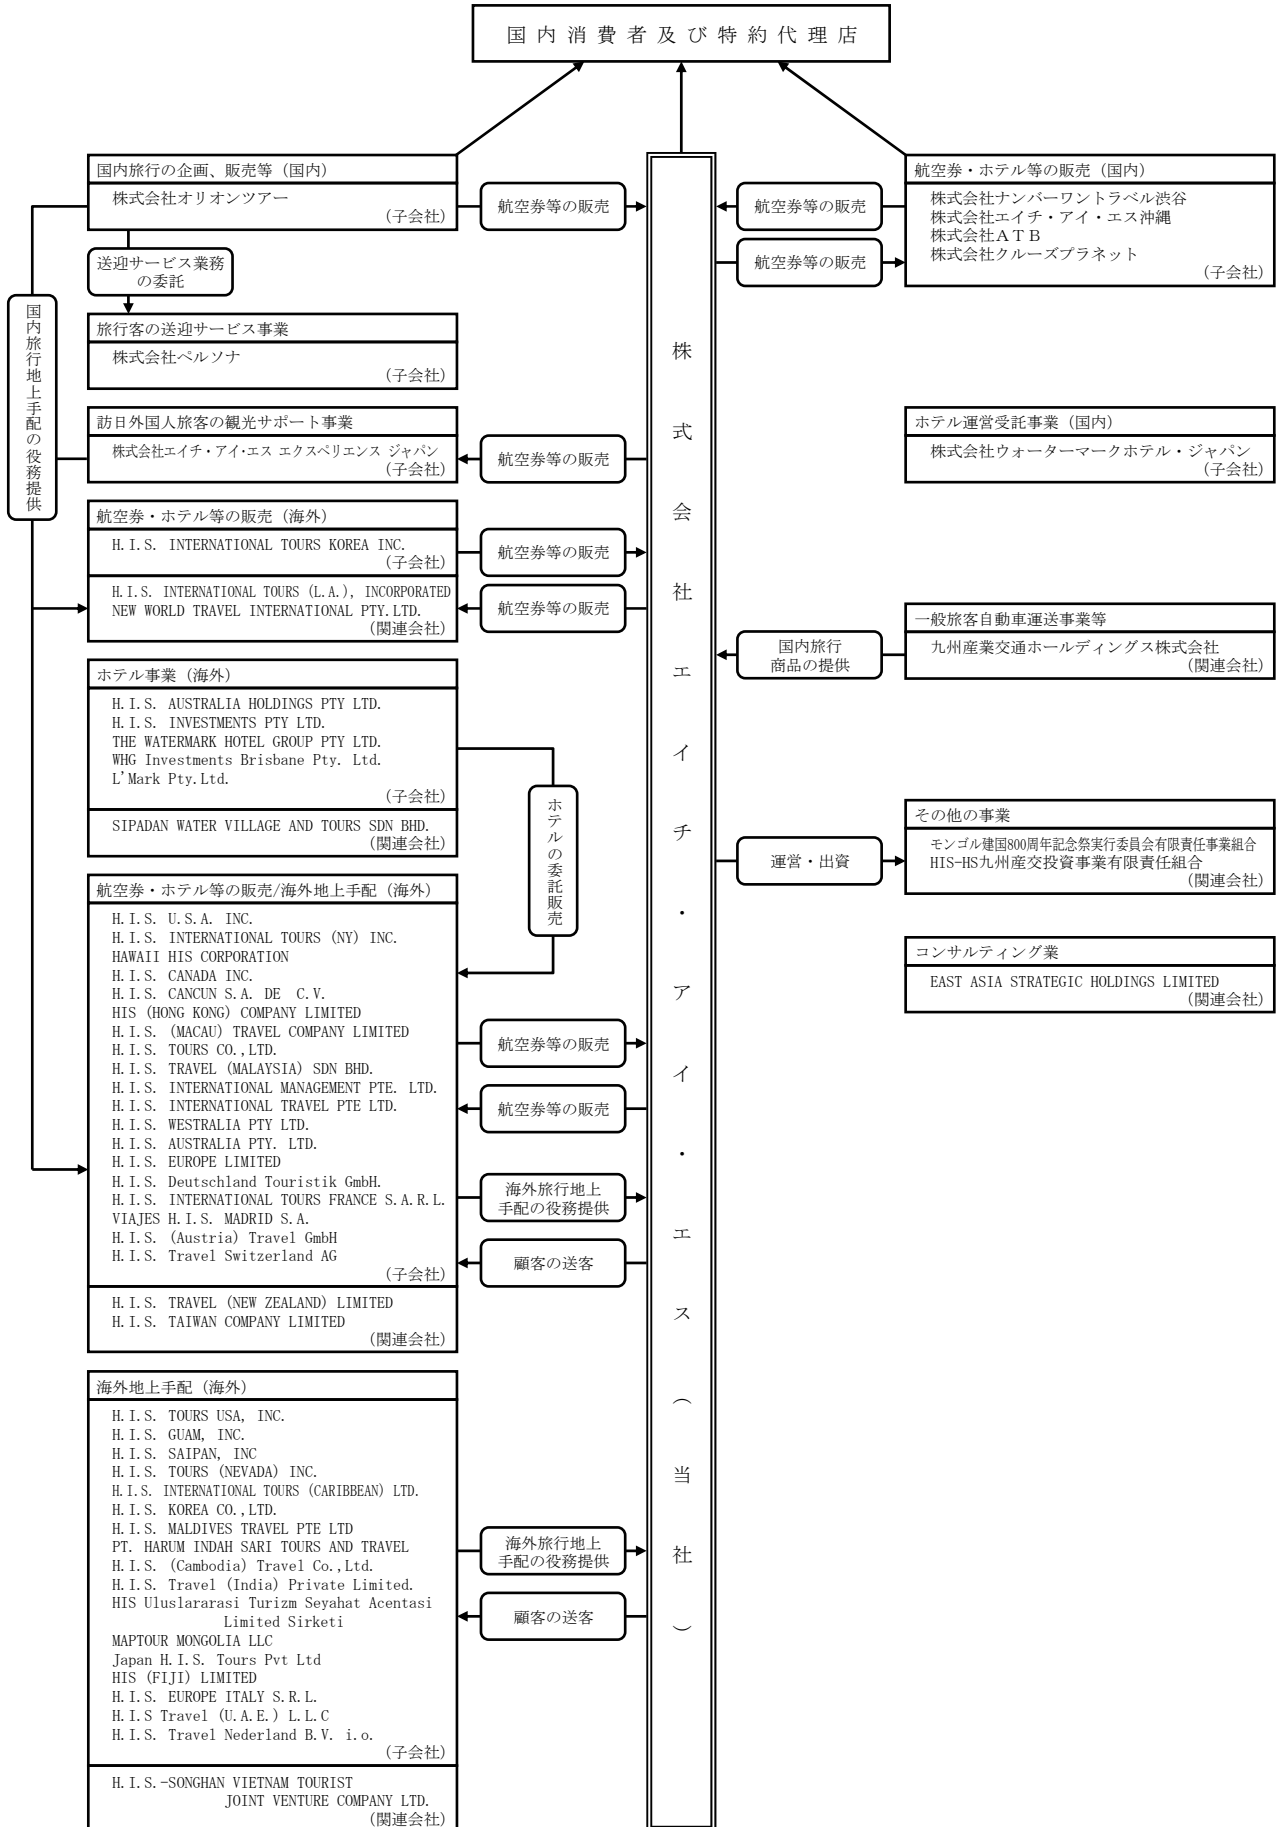 国内消費者及び特約代理店
国内旅行の企画、販売等（国内）
株式会社オリオンツアー
（子会社）
航空券等の販売
送迎サービス業務
の委託
旅行客の送迎サービス事業
株式会社ペルソナ
（子会社）
国内旅行地上手配の役務提供
訪日外国人旅客の観光サポート事業
株式会社エイチ・アイ・エス エクスペリエンス ジャパン
（子会社）
航空券等の販売
航空券・ホテル等の販売（海外）
H.I.S. INTERNATIONAL TOURS KOREA INC.
（子会社）
航空券等の販売
H.I.S. INTERNATIONAL TOURS (L.A.), INCORPORATED
NEW WORLD TRAVEL INTERNATIONAL PTY.LTD.
（関連会社）
航空券等の販売
ホテル事業（海外）
H.I.S. AUSTRALIA HOLDINGS PTY LTD.
H.I.S. INVESTMENTS PTY LTD.
THE WATERMARK HOTEL GROUP PTY LTD.
WHG Investments Brisbane Pty. Ltd.
L'Mark Pty.Ltd.
（子会社）
SIPADAN WATER VILLAGE AND TOURS SDN BHD.
（関連会社）
ホテルの委託販売
航空券・ホテル等の販売/海外地上手配（海外）
H.I.S. U.S.A. INC.
H.I.S. INTERNATIONAL TOURS (NY) INC.
HAWAII HIS CORPORATION
H.I.S. CANADA INC.
H.I.S. CANCUN S.A. DE C.V.
HIS (HONG KONG) COMPANY LIMITED
H.I.S. (MACAU) TRAVEL COMPANY LIMITED
H.I.S. TOURS CO.,LTD.
H.I.S. TRAVEL (MALAYSIA) SDN BHD.
H.I.S. INTERNATIONAL MANAGEMENT PTE. LTD.
H.I.S. INTERNATIONAL TRAVEL PTE LTD.
H.I.S. WESTRALIA PTY LTD.
H.I.S. AUSTRALIA PTY. LTD.
H.I.S. EUROPE LIMITED
H.I.S. Deutschland Touristik GmbH.
H.I.S. INTERNATIONAL TOURS FRANCE S.A.R.L.
VIAJES H.I.S. MADRID S.A.
H.I.S. (Austria) Travel GmbH
H.I.S. Travel Switzerland AG
（子会社）
H.I.S. TRAVEL (NEW ZEALAND) LIMITED
H.I.S. TAIWAN COMPANY LIMITED
（関連会社）
航空券等の販売
航空券等の販売
海外旅行地上
手配の役務提供
顧客の送客
海外地上手配（海外）
H.I.S. TOURS USA, INC.
H.I.S. GUAM, INC.
H.I.S. SAIPAN, INC
H.I.S. TOURS (NEVADA) INC.
H.I.S. INTERNATIONAL TOURS (CARIBBEAN) LTD.
H.I.S. KOREA CO.,LTD.
H.I.S. MALDIVES TRAVEL PTE LTD
PT. HARUM INDAH SARI TOURS AND TRAVEL
H.I.S. (Cambodia) Travel Co.,Ltd.
H.I.S. Travel (India) Private Limited.
HIS Uluslararasi Turizm Seyahat Acentasi
Limited Sirketi
MAPTOUR MONGOLIA LLC
Japan H.I.S. Tours Pvt Ltd
HIS (FIJI) LIMITED
H.I.S. EUROPE ITALY S.R.L.
H.I.S Travel (U.A.E.) L.L.C
H.I.S. Travel Nederland B.V. i.o.
（子会社）
H.I.S.-SONGHAN VIETNAM TOURIST
JOINT VENTURE COMPANY LTD.
（関連会社）
海外旅行地上
手配の役務提供
顧客の送客
株式会社エイチ・アイ・エス（当社）
航空券・ホテル等の販売（国内）
株式会社ナンバーワントラベル渋谷
株式会社エイチ・アイ・エス沖縄
株式会社ＡＴＢ
株式会社クルーズプラネット
（子会社）
航空券等の販売
航空券等の販売
ホテル運営受託事業（国内）
株式会社ウォーターマークホテル・ジャパン
（子会社）
一般旅客自動車運送事業等
九州産業交通ホールディングス株式会社
（関連会社）
国内旅行
商品の提供
その他の事業
モンゴル建国800周年記念祭実行委員会有限責任事業組合
HIS-HS九州産交投資事業有限責任組合
（関連会社）
運営・出資
コンサルティング業
EAST ASIA STRATEGIC HOLDINGS LIMITED
（関連会社）